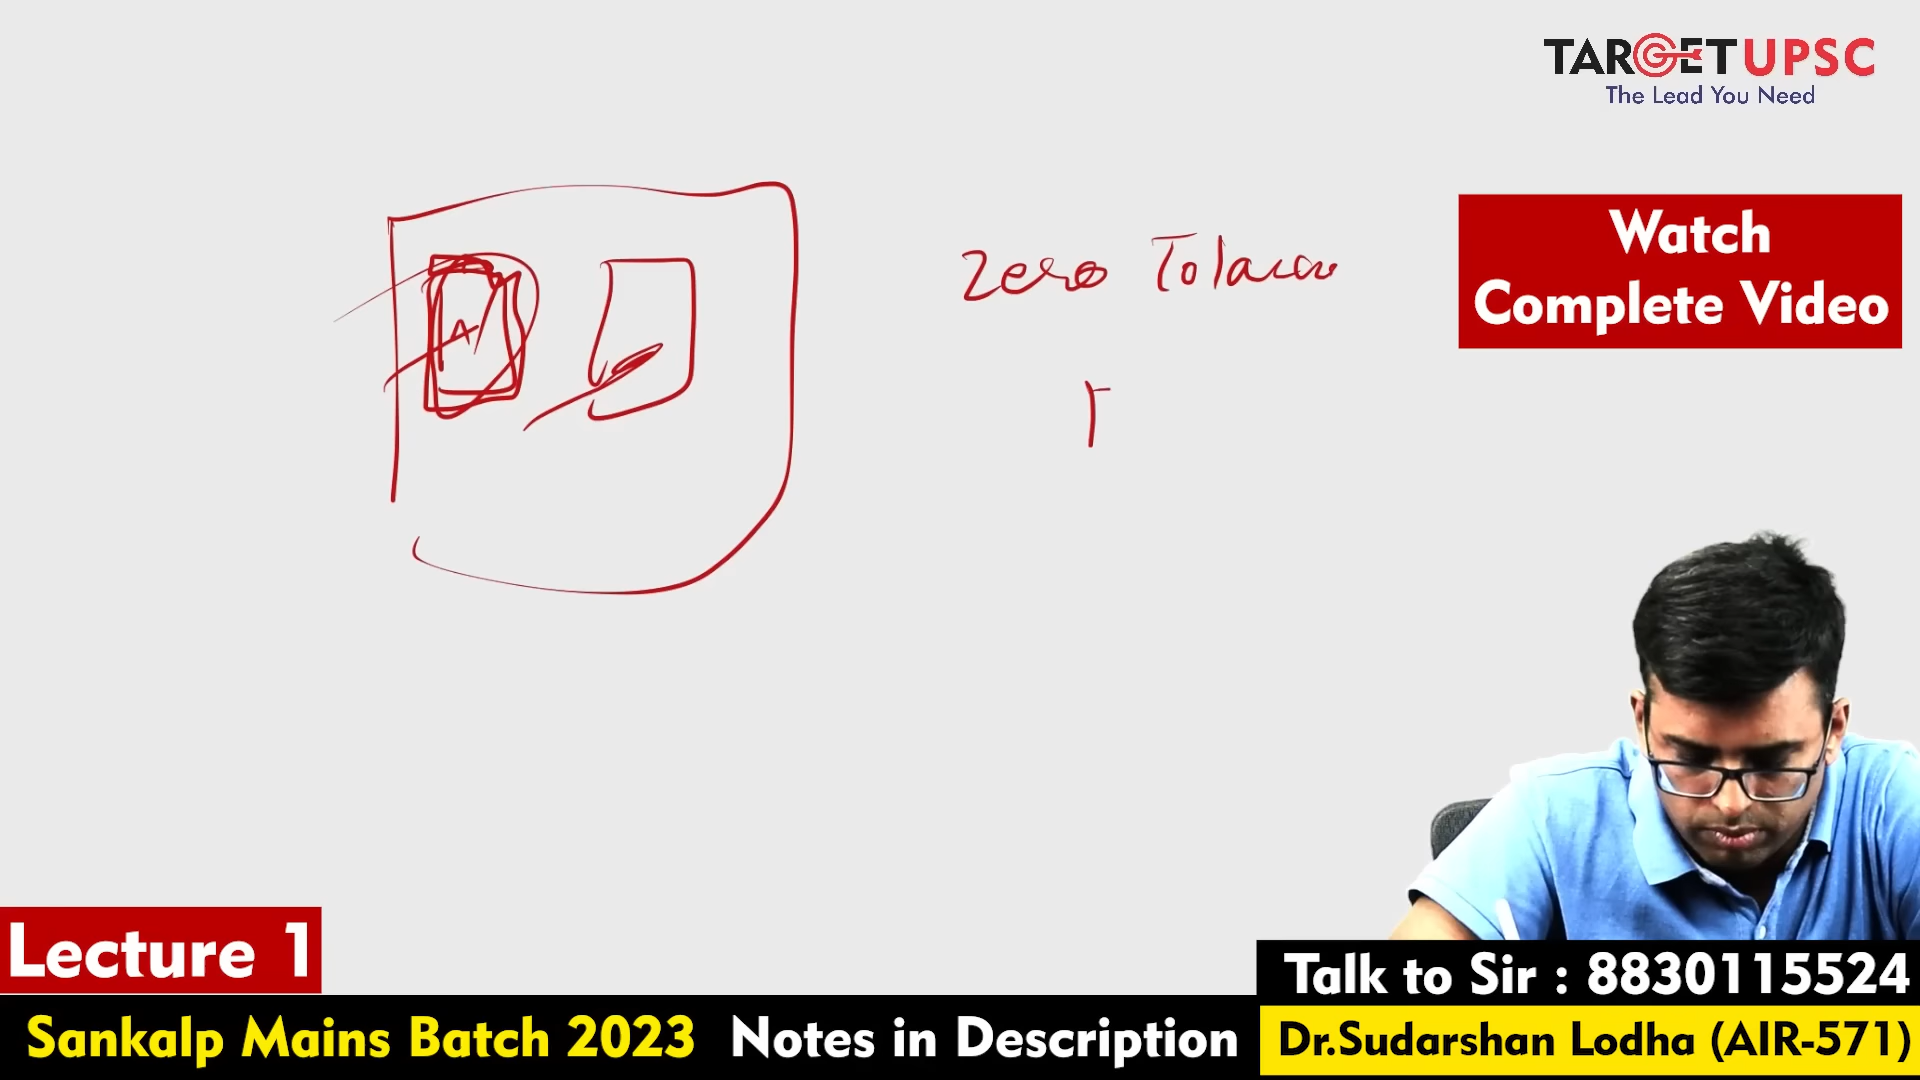 TARGETUPSC
The Lead You Need
Watch
Complete Video
Zero
A
Lecture 1
Talk to Sir : 8830115524
Sankalp Mains Batch 2023 Notes in Description
Dr.Sudarshan Lodha (AIR-571)